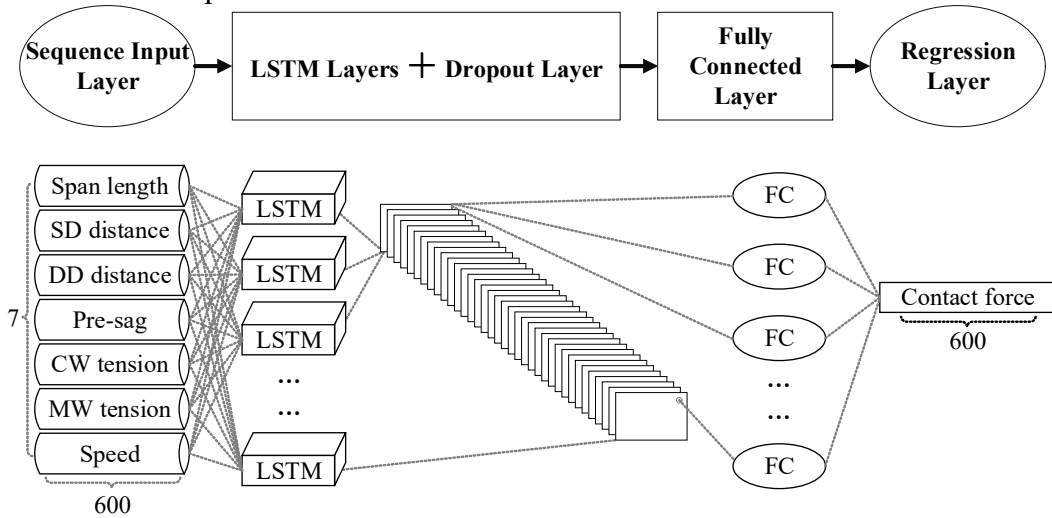 Sequence Input
Layer
LSTM Layers + Dropout Layer
Fully
Connected
Layer
Regression
Layer
Span length
SD distance
DD distance
Pre-sag
CW tension
MW tension
Speed
7
600
LSTM
LSTM
LSTM
...
...
LSTM
FC
FC
FC
...
...
FC
Contact force
600